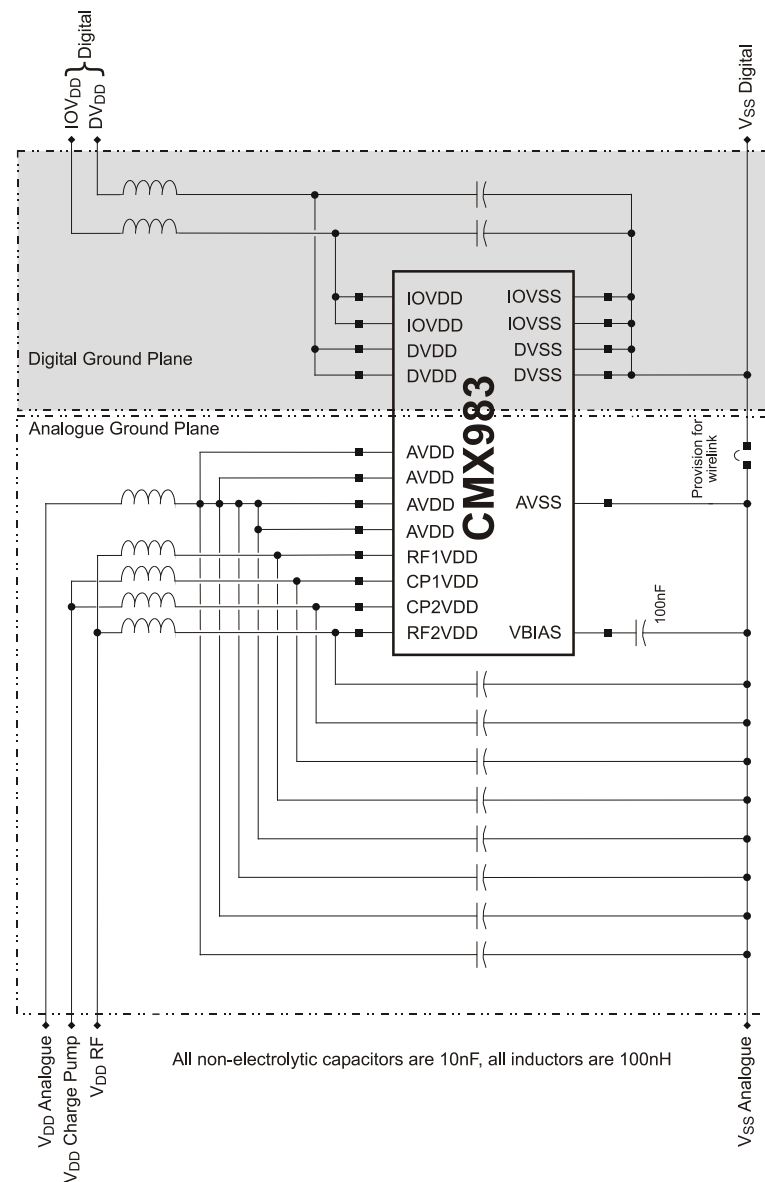 IOVDD
DVDD
} Digital
VSS Digital
Digital Ground Plane
IOVDD
IOVDD
DVDD
DVDD
IOVSS
IOVSS
DVSS
DVSS
CMX983
Analogue Ground Plane
AVDD
AVDD
AVDD
AVDD
RF1VDD
CP1VDD
CP2VDD
RF2VDD
AVSS
VBIAS
Provision for
wirelink
100nF
VDD Analogue
VDD Charge Pump
VDD RF
VSS Analogue
All non-electrolytic capacitors are 10nF, all inductors are 100nH